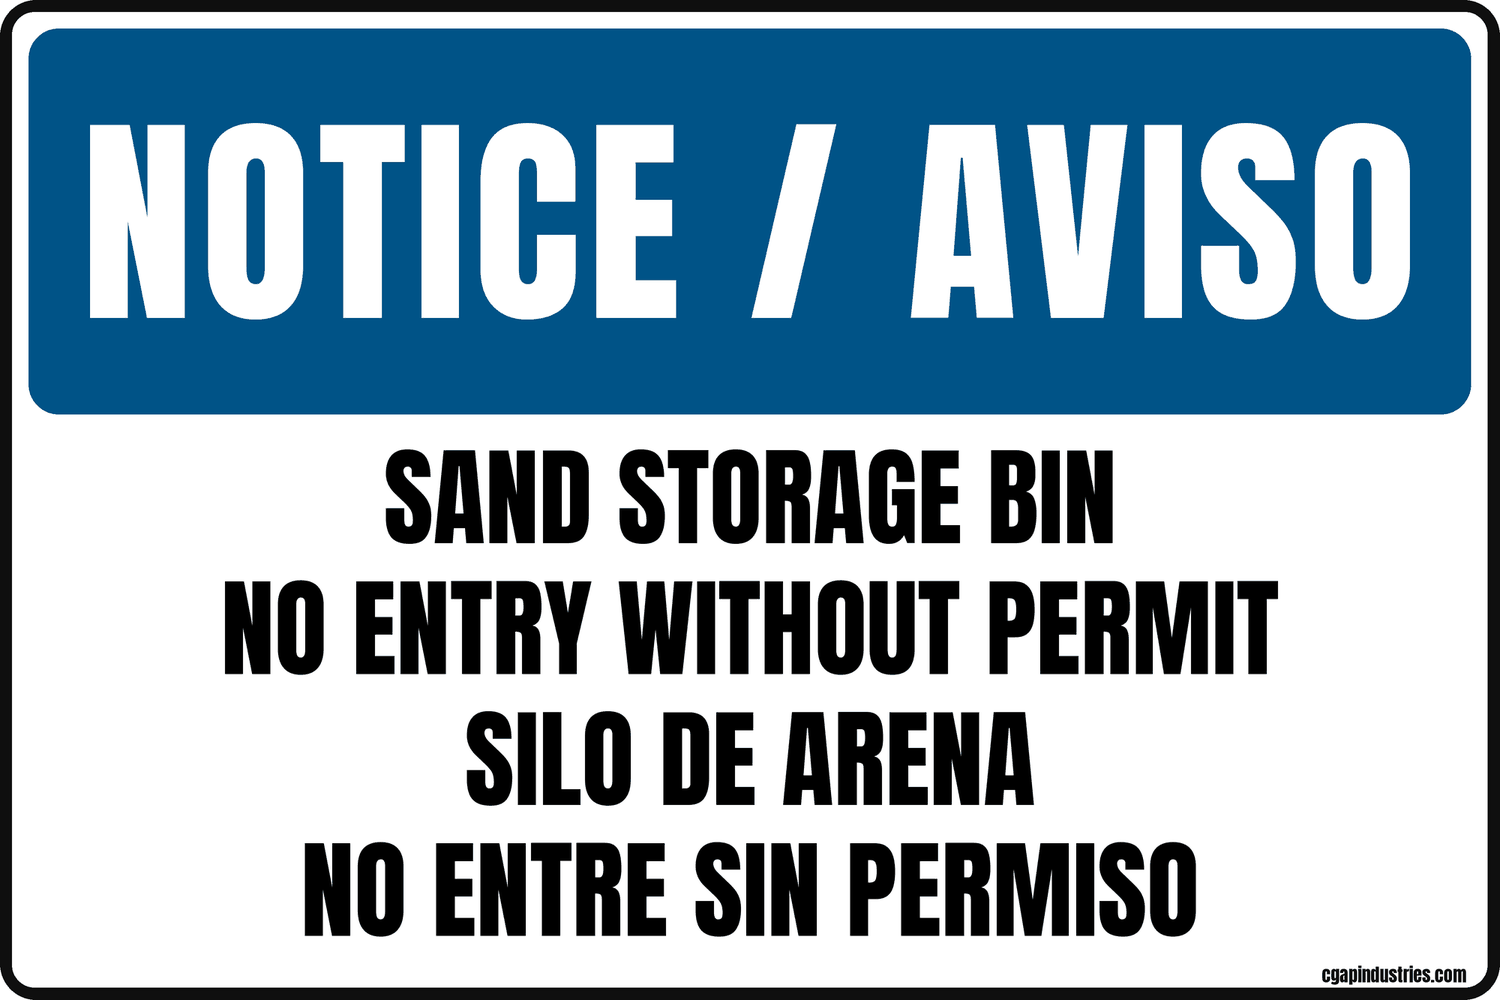 NOTICE / AVISO
SAND STORAGE BIN
NO ENTRY WITHOUT PERMIT
SILO DE ARENA
NO ENTRE SIN PERMISO
cgapindustries.com